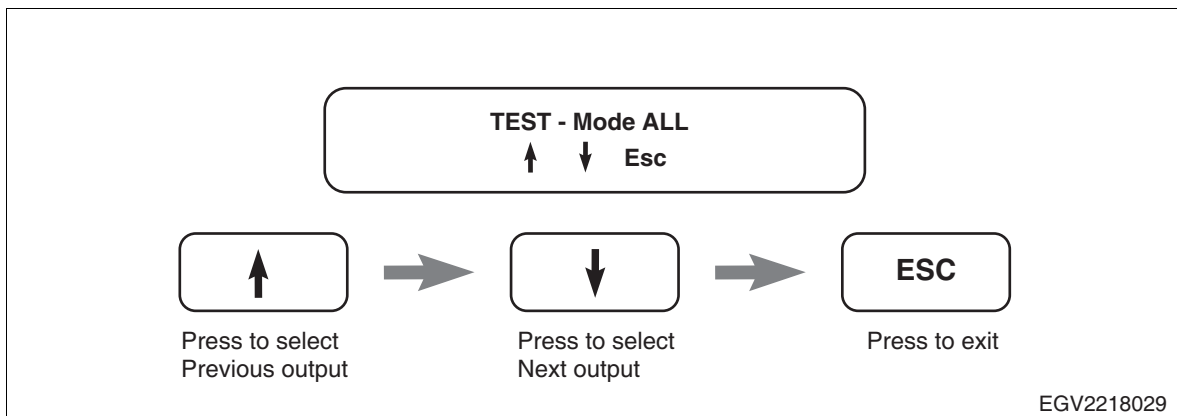 TEST - Mode ALL
↑ ↓ Esc
↑
↓
ESC
Press to select
Previous output
Press to select
Next output
Press to exit
EGV2218029